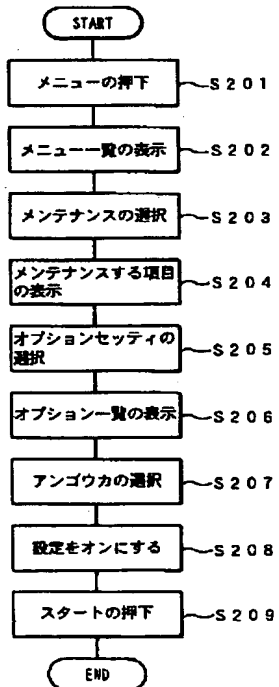 START
メニューの押下
S201
メニュー一覧の表示
S202
メンテナンスの選択
S203
メンテナンスする項目
の表示
S204
オプションセッティの
選択
S205
オプション一覧の表示
S206
アンゴウカの選択
S207
設定をオンにする
S208
スタートの押下
S209
END